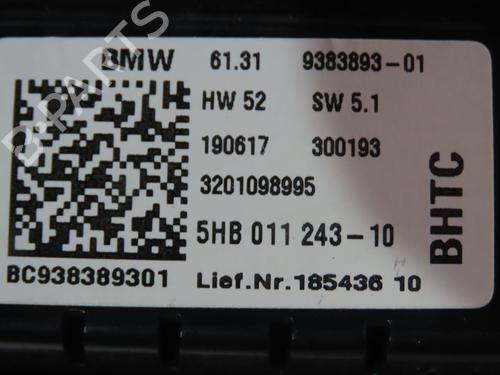 BMW 61.31 9383893-01
HW 52 SW 5.1
190617 300193
3201098995
5HB 011 243-10
BC938389301 Lief.Nr.185436 10
BHTC
B-PARTS